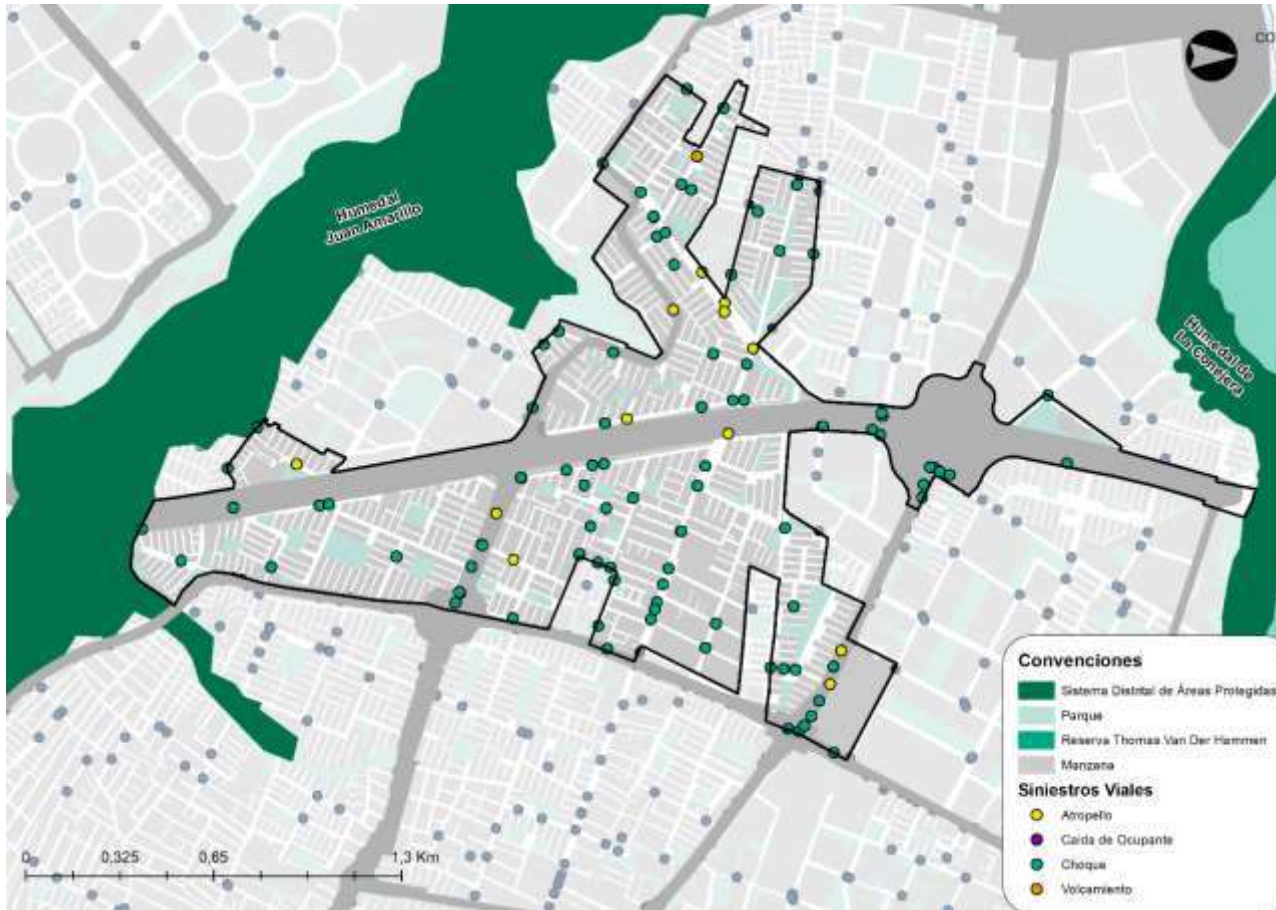 CO
Humedal
Juan Amarillo
Humedal de
La Conejera
Convenciones
Sistema Distrital de Áreas Protegidas
Parque
Reserva Thomas Van Der Hammen
Manzana
Siniestros Viales
Atropello
Caída de Ocupante
Choque
Volcamiento
0 0,325 0,65 1,3 Km